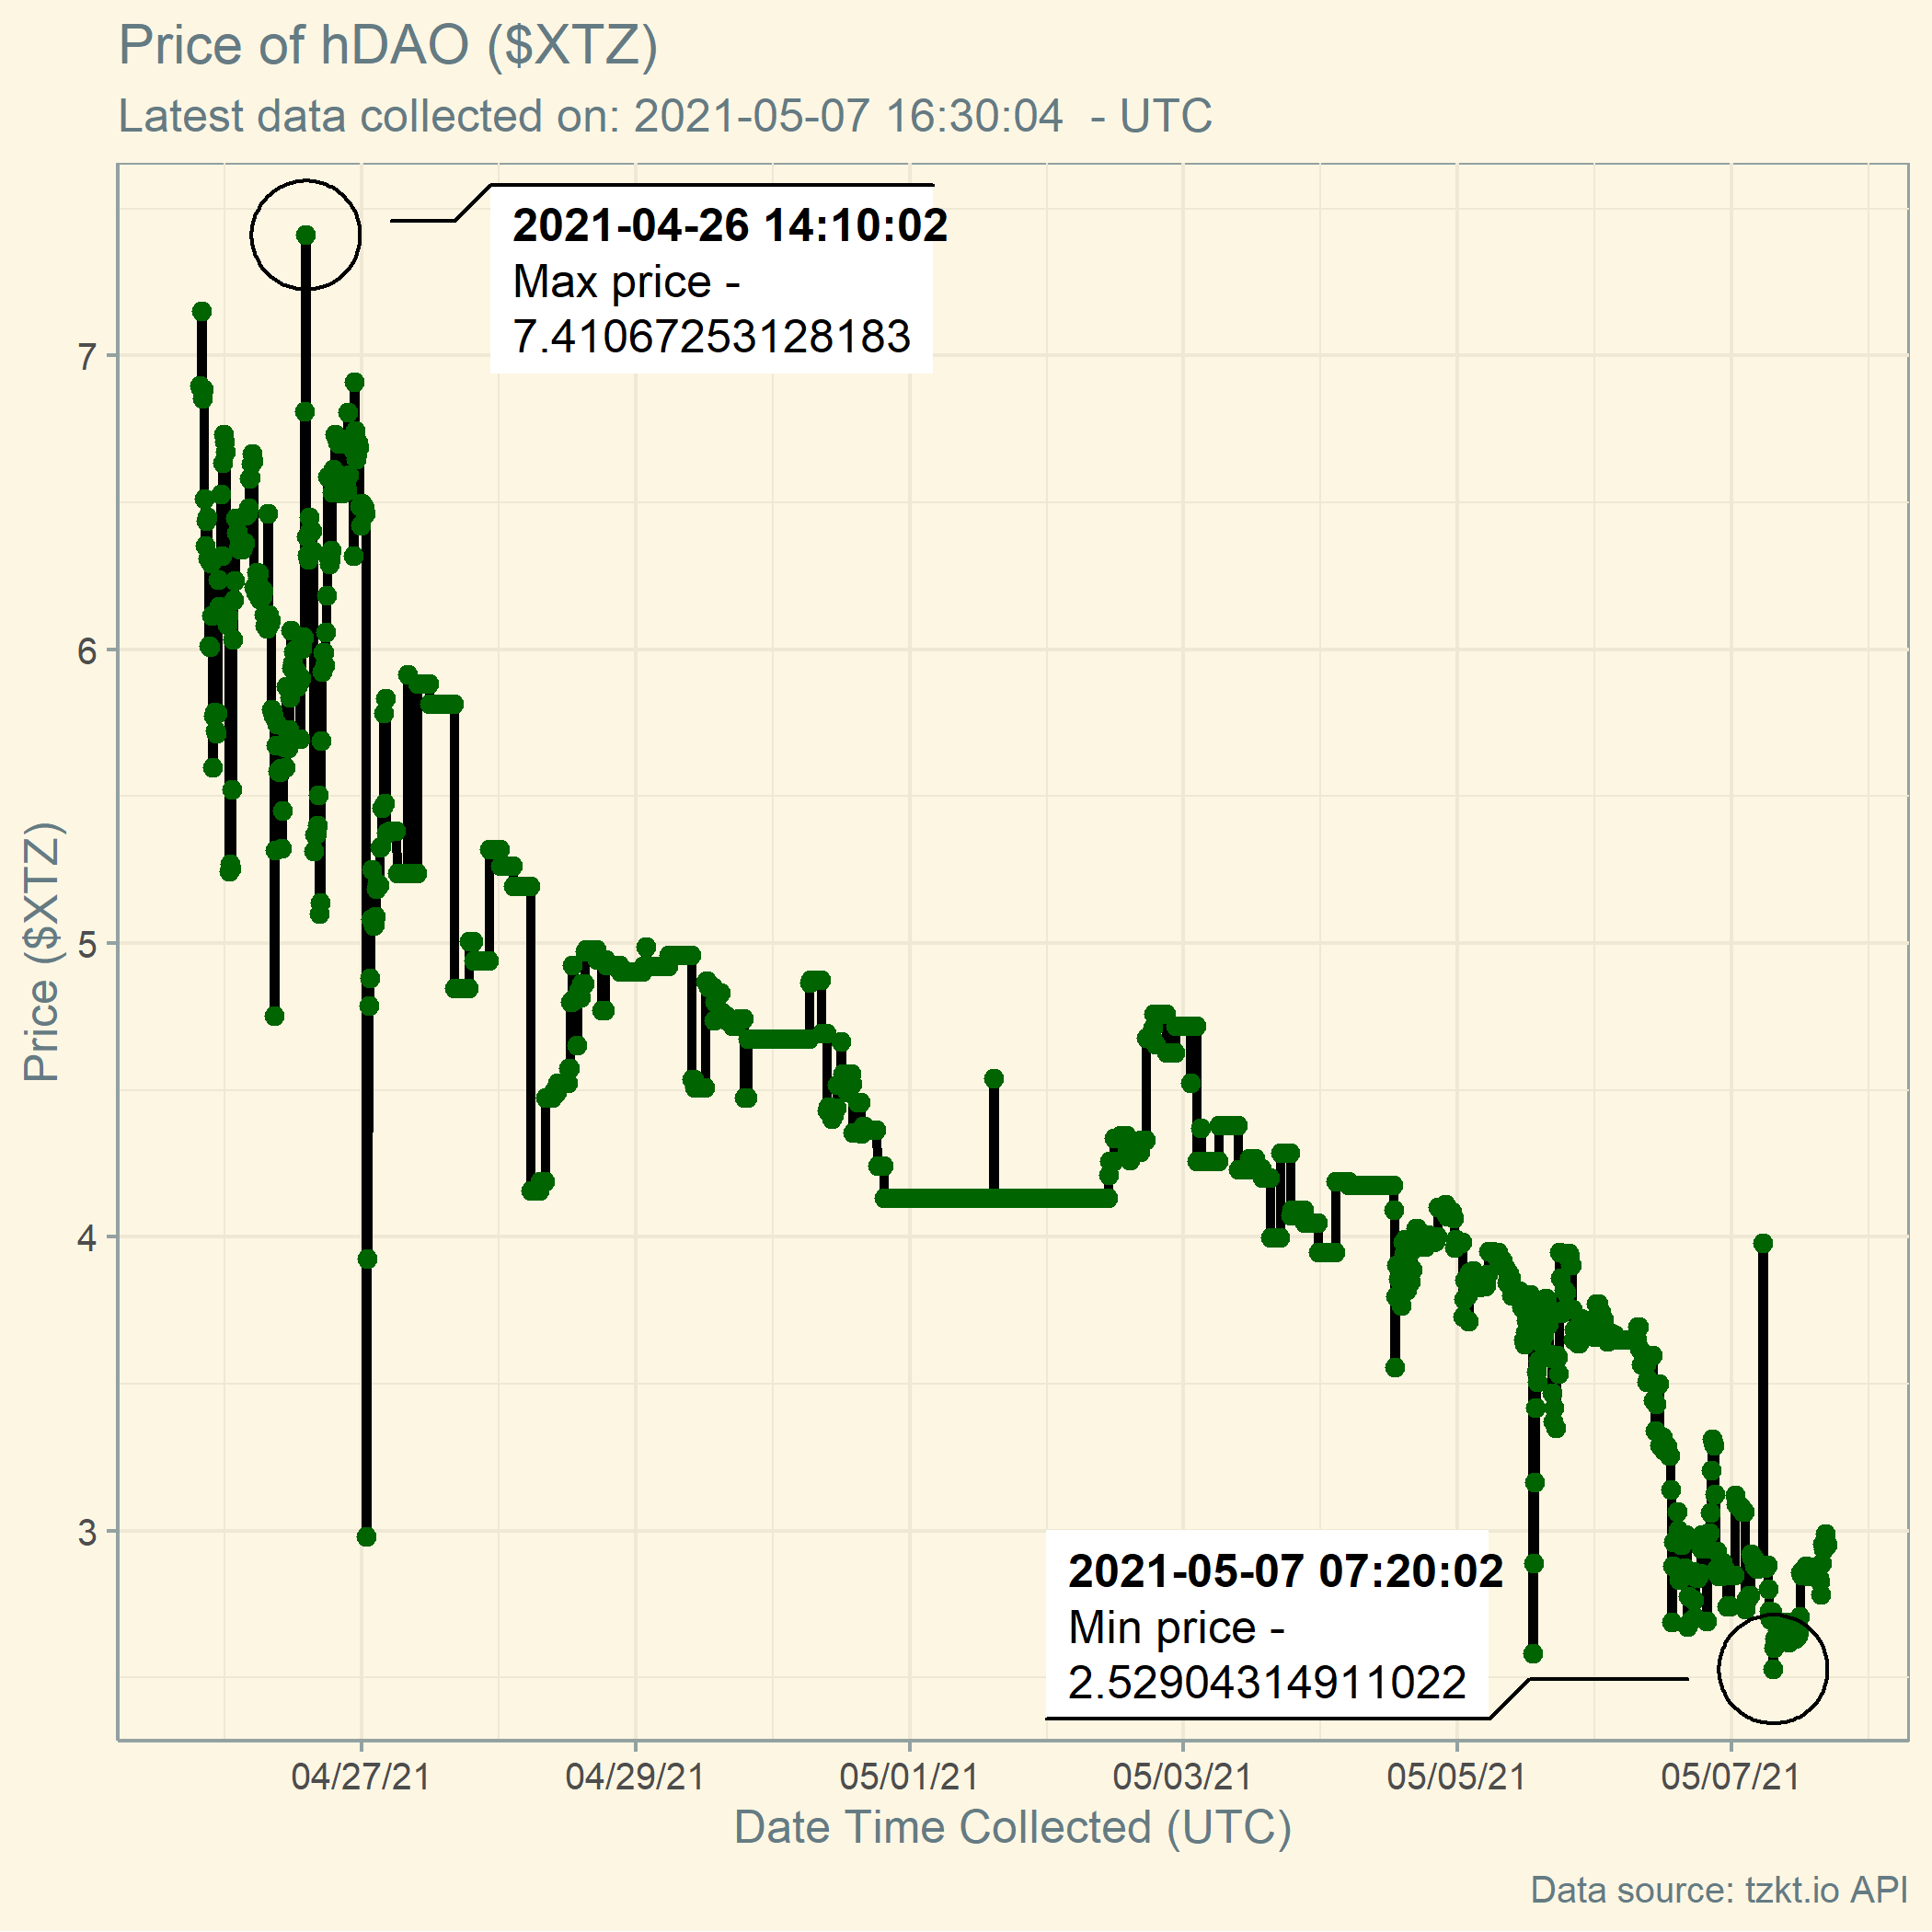 Price of hDAO ($XTZ)
Latest data collected on: 2021-05-07 16:30:04  - UTC
2021-04-26 14:10:02
Max price -
7.41067253128183
7
6
5
4
3
Price ($XTZ)
2021-05-07 07:20:02
Min price -
2.52904314911022
04/27/21
04/29/21
05/01/21
05/03/21
05/05/21
05/07/21
Date Time Collected (UTC)
Data source: tzkt.io API